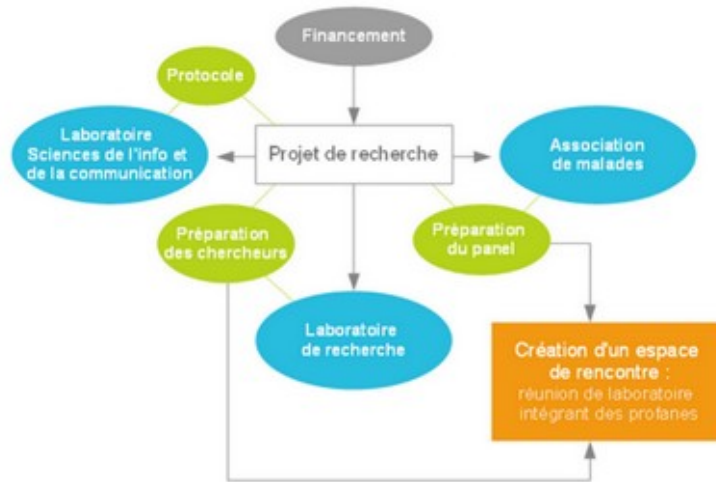 Financement
Protocole
Laboratoire
Sciences de l'info et
de la communication
Projet de recherche
Association
de malades
Préparation
des chercheurs
Préparation
du panel
Laboratoire
de recherche
Création d'un espace
de rencontre :
réunion de laboratoire
intégrant des profanes